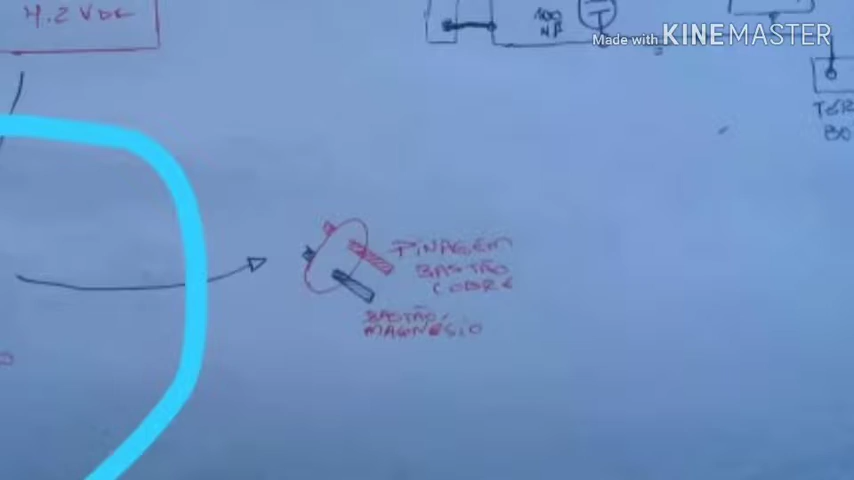 4.2 VDC
100
NF
Made with KINEMASTER
TER
BO
PINAGEM
BASTÃO
COBRE
BASTÃO
MAGNÉSIO
O